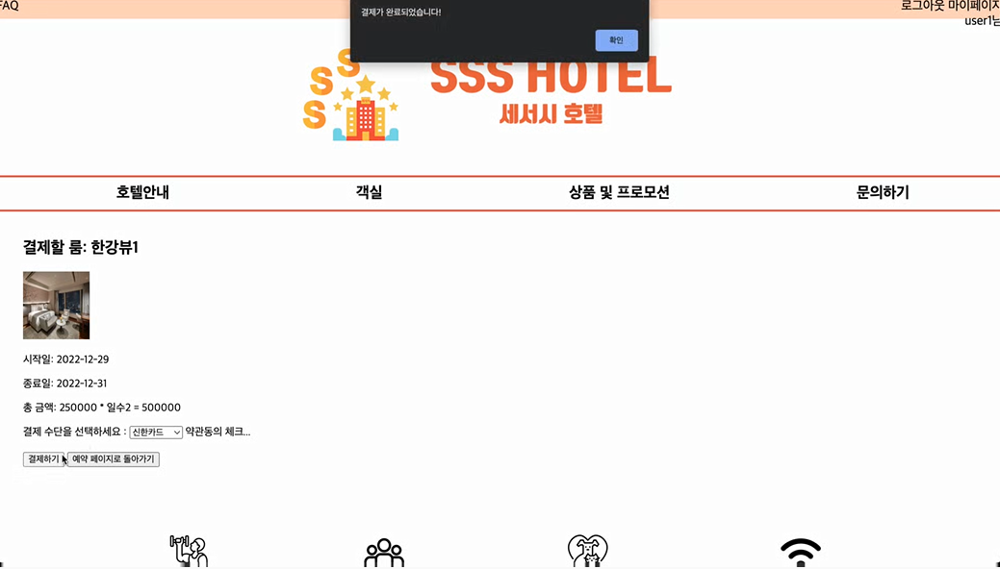 FAQ
로그아웃 마이페이지
user1님
결제가 완료되었습니다!
확인
S S S
SSS HOTEL
세서시 호텔
호텔안내 객실 상품 및 프로모션 문의하기
결제할 룸: 한강뷰1
시작일: 2022-12-29
종료일: 2022-12-31
총 금액: 250000 * 일수2 = 500000
결제 수단을 선택하세요 : 신한카드 약관동의 체크...
결제하기 예약 페이지로 돌아가기